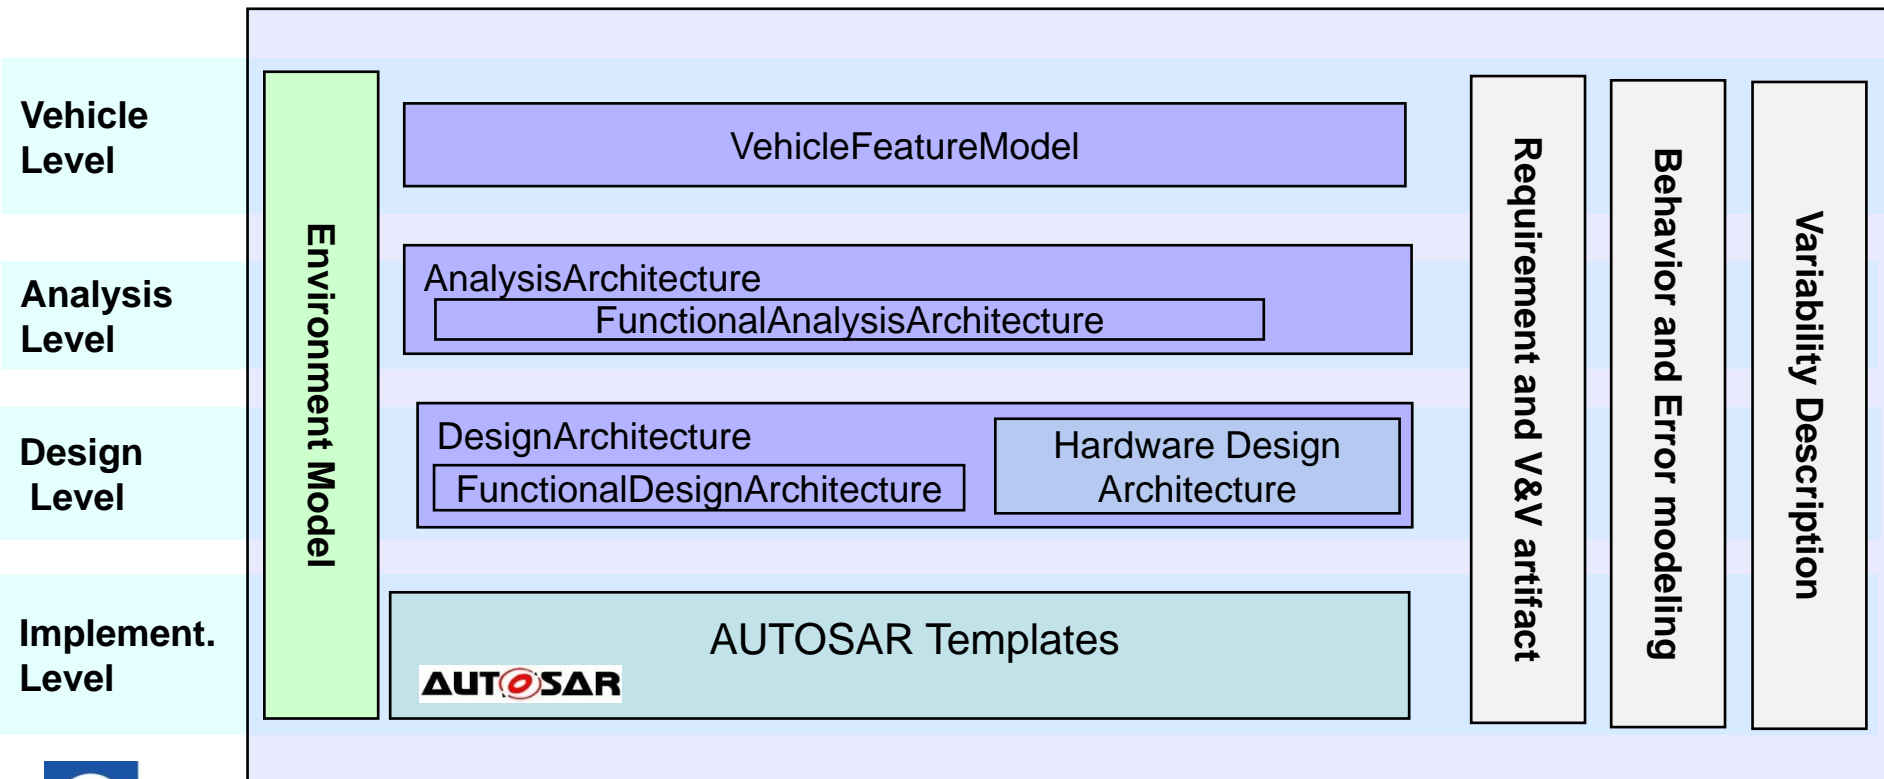 Vehicle
Level
VehicleFeatureModel
Analysis
Level
AnalysisArchitecture
FunctionalAnalysisArchitecture
Design
Level
DesignArchitecture
FunctionalDesignArchitecture
Hardware Design
Architecture
Implement.
Level
AUTOSAR Templates
AUTOSAR
Environment Model
Requirement and V&V artifact
Behavior and Error modeling
Variability Description